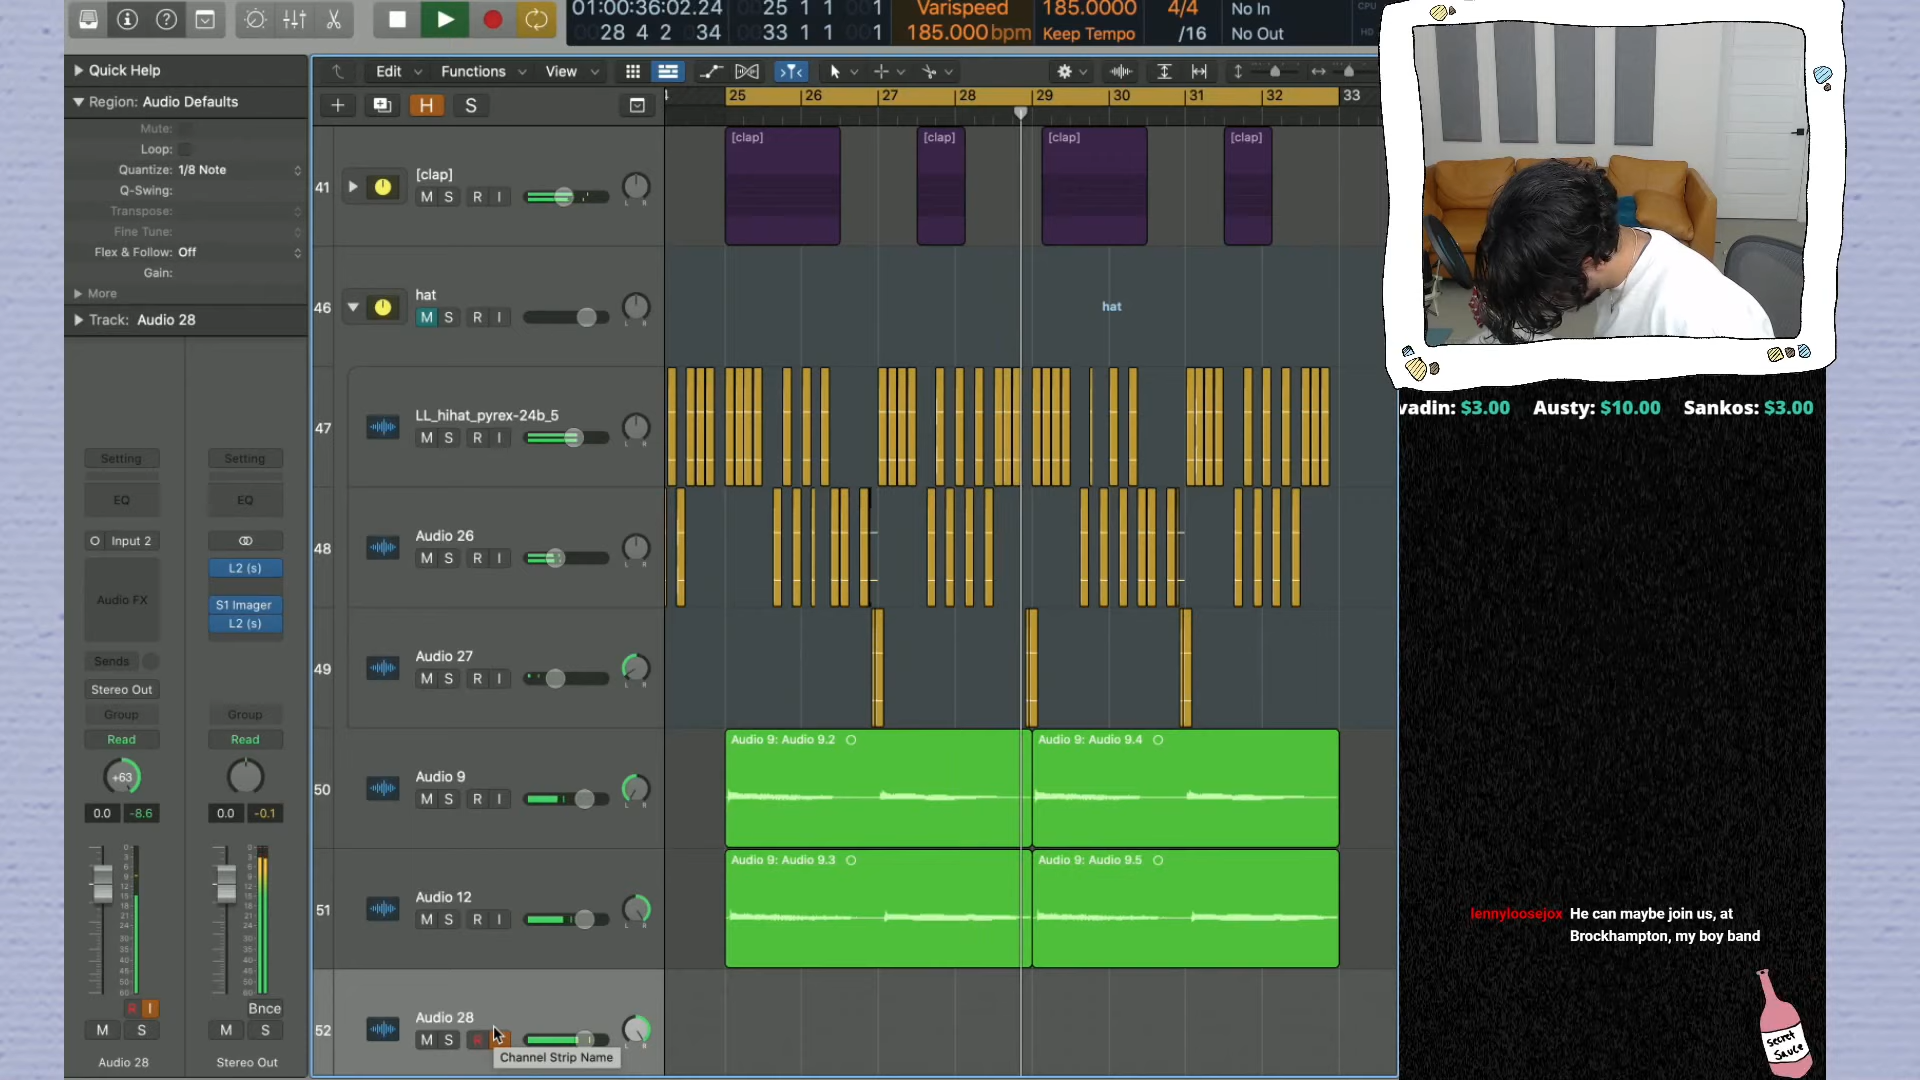 01:00:36:02.24
28 4 2 034
25 1 1 1
33 1 1 1
Varispeed
185.000 bpm
185.0000
Keep Tempo
4/4
/16
No In
No Out
CPU
HD
Quick Help
Region: Audio Defaults
Mute:
Loop:
Quantize: 1/8 Note
Q-Swing:
Transpose:
Fine Tune:
Flex & Follow: Off
Gain:
More
Track: Audio 28
Edit
Functions
View
H
S
25 26 27 28 29 30 31 32 33
[clap] [clap] [clap] [clap]
41
[clap]
M S R I
46
hat
M S R I
hat
47
LL_hihat_pyrex-24b_5
M S R I
48
Audio 26
M S R I
49
Audio 27
M S R I
50
Audio 9
M S R I
Audio 9: Audio 9.2
Audio 9: Audio 9.4
51
Audio 12
M S R I
Audio 9: Audio 9.3
Audio 9: Audio 9.5
52
Audio 28
M S R
Channel Strip Name
Setting Setting
EQ EQ
Input 2
L2 (s)
Audio FX
S1 Imager
L2 (s)
Sends
Stereo Out
Group Group
Read Read
+63
0.0 -8.6 0.0 -0.1
R I
Bnce
M S M S
Audio 28
Stereo Out
vadin: $3.00 Austy: $10.00 Sankos: $3.00
lennyloosejox He can maybe join us, at
Brockhampton, my boy band
Secret
Sauce